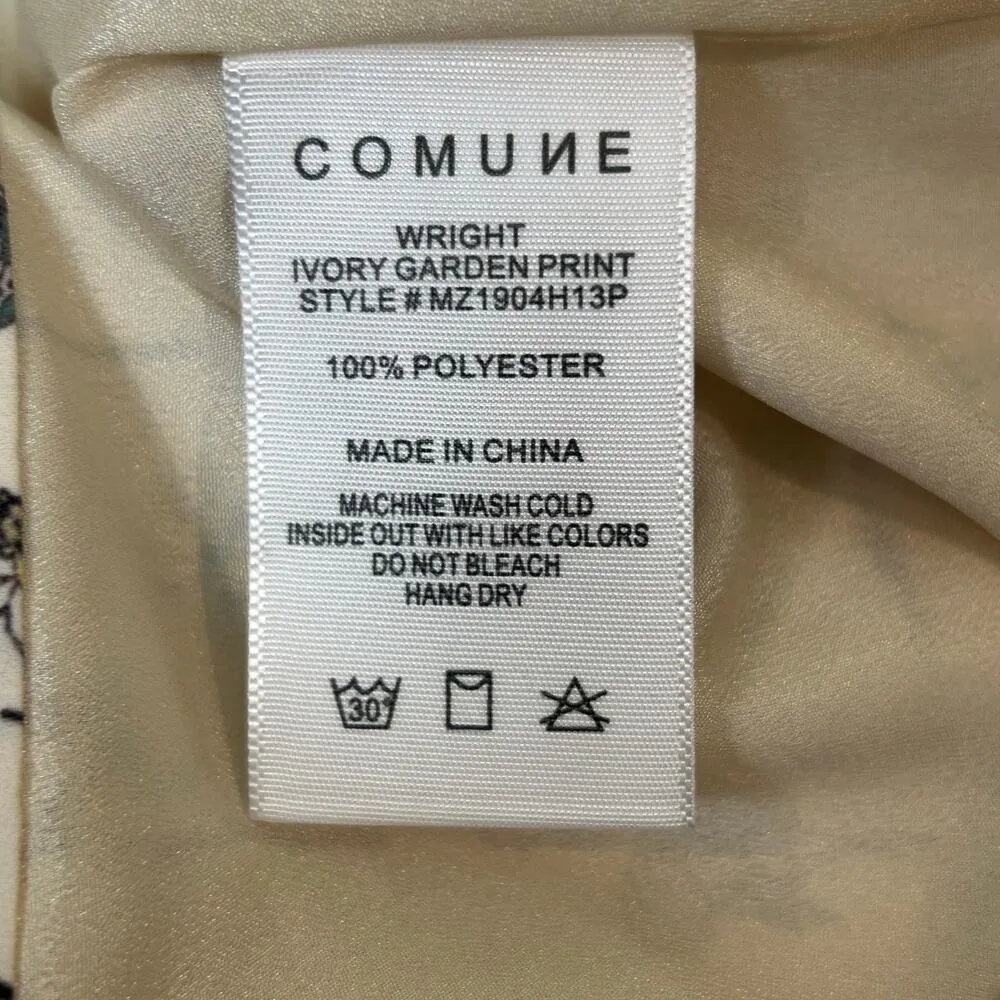 COMUИE
WRIGHT
IVORY GARDEN PRINT
STYLE # MZ1904H13P
100% POLYESTER
MADE IN CHINA
MACHINE WASH COLD
INSIDE OUT WITH LIKE COLORS
DO NOT BLEACH
HANG DRY
30°